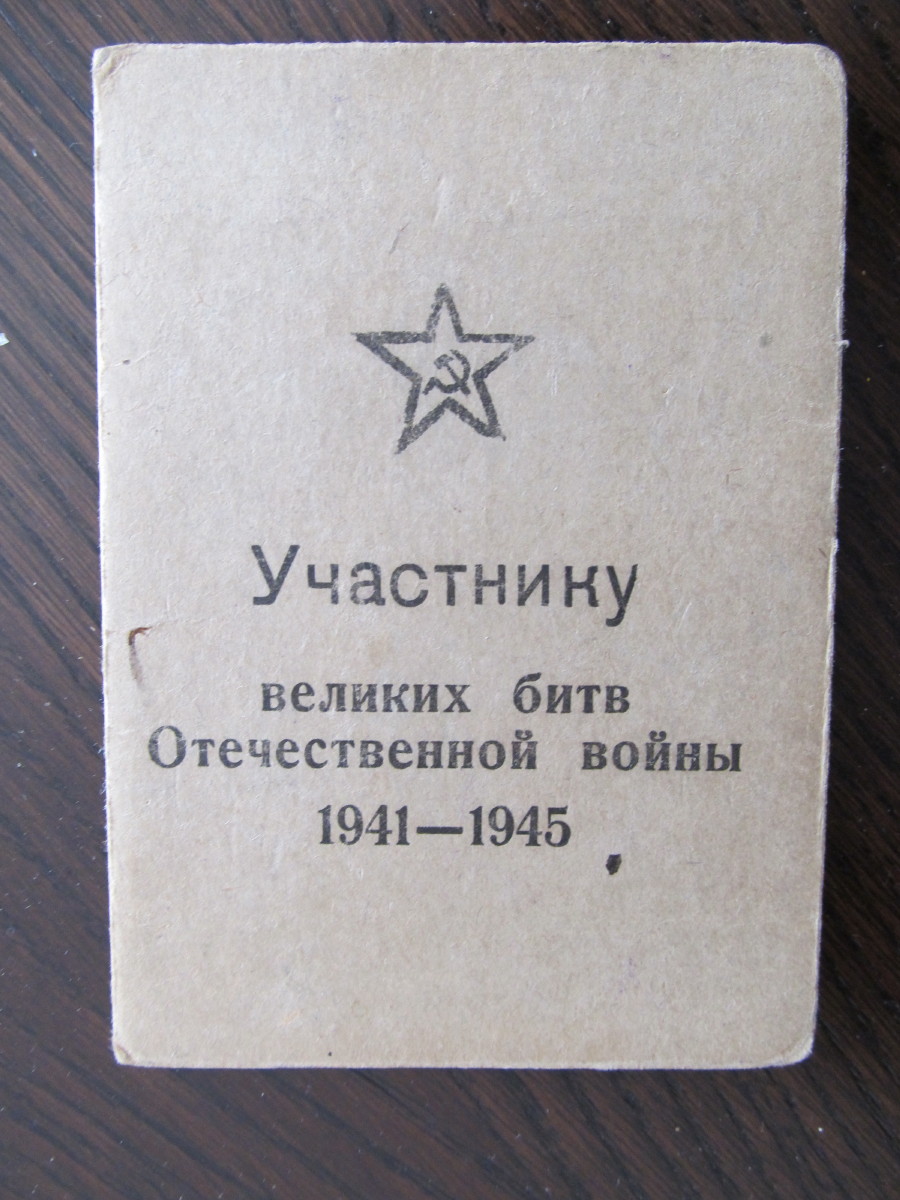 Участнику
великих битв
Отечественной войны
1941—1945